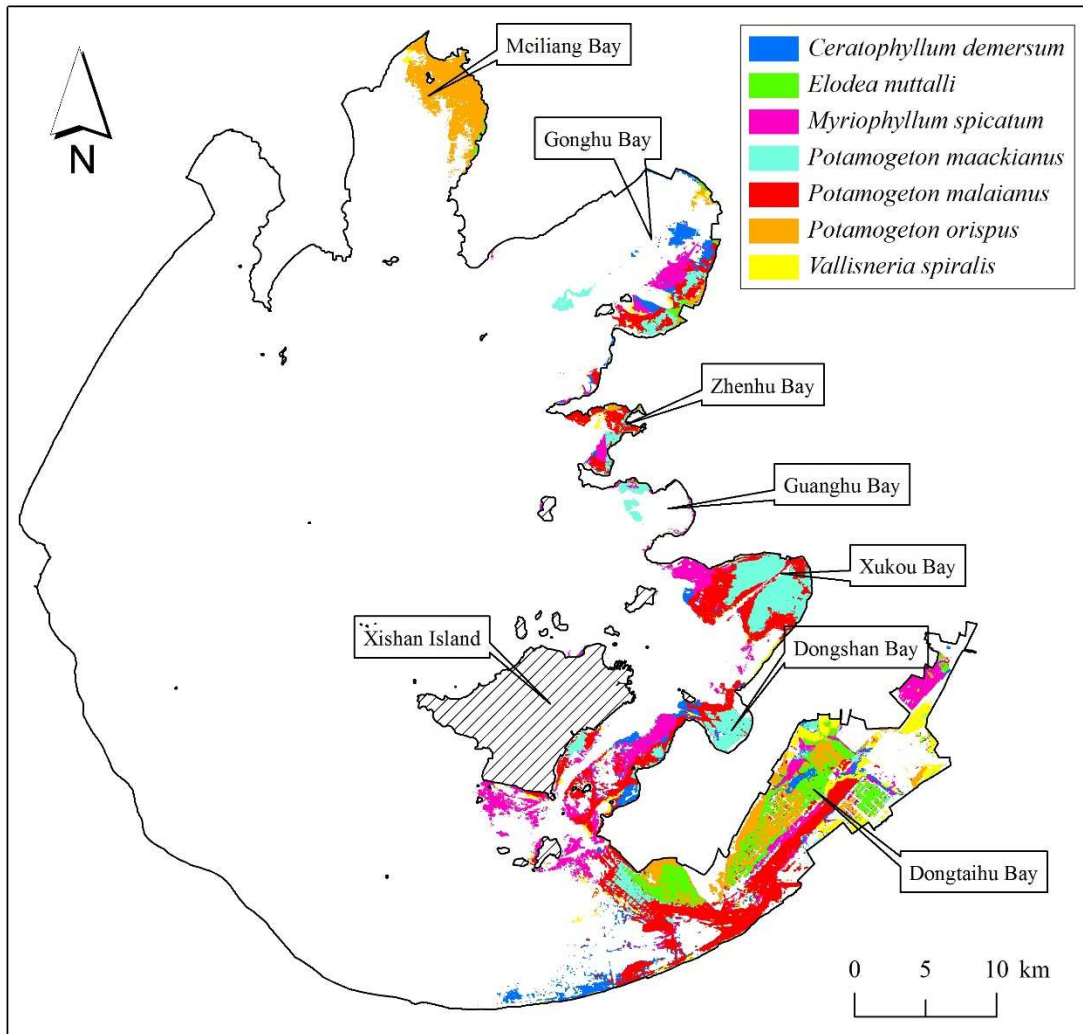 N
Meiliang Bay
Gonghu Bay
Zhenhu Bay
Guanghu Bay
Xukou Bay
Xishan Island
Dongshan Bay
Dongtaihu Bay
Ceratophyllum demersum
Elodea nuttalli
Myriophyllum spicatum
Potamogeton maackianus
Potamogeton malaianus
Potamogeton orispus
Vallisneria spiralis
0 5 10 km